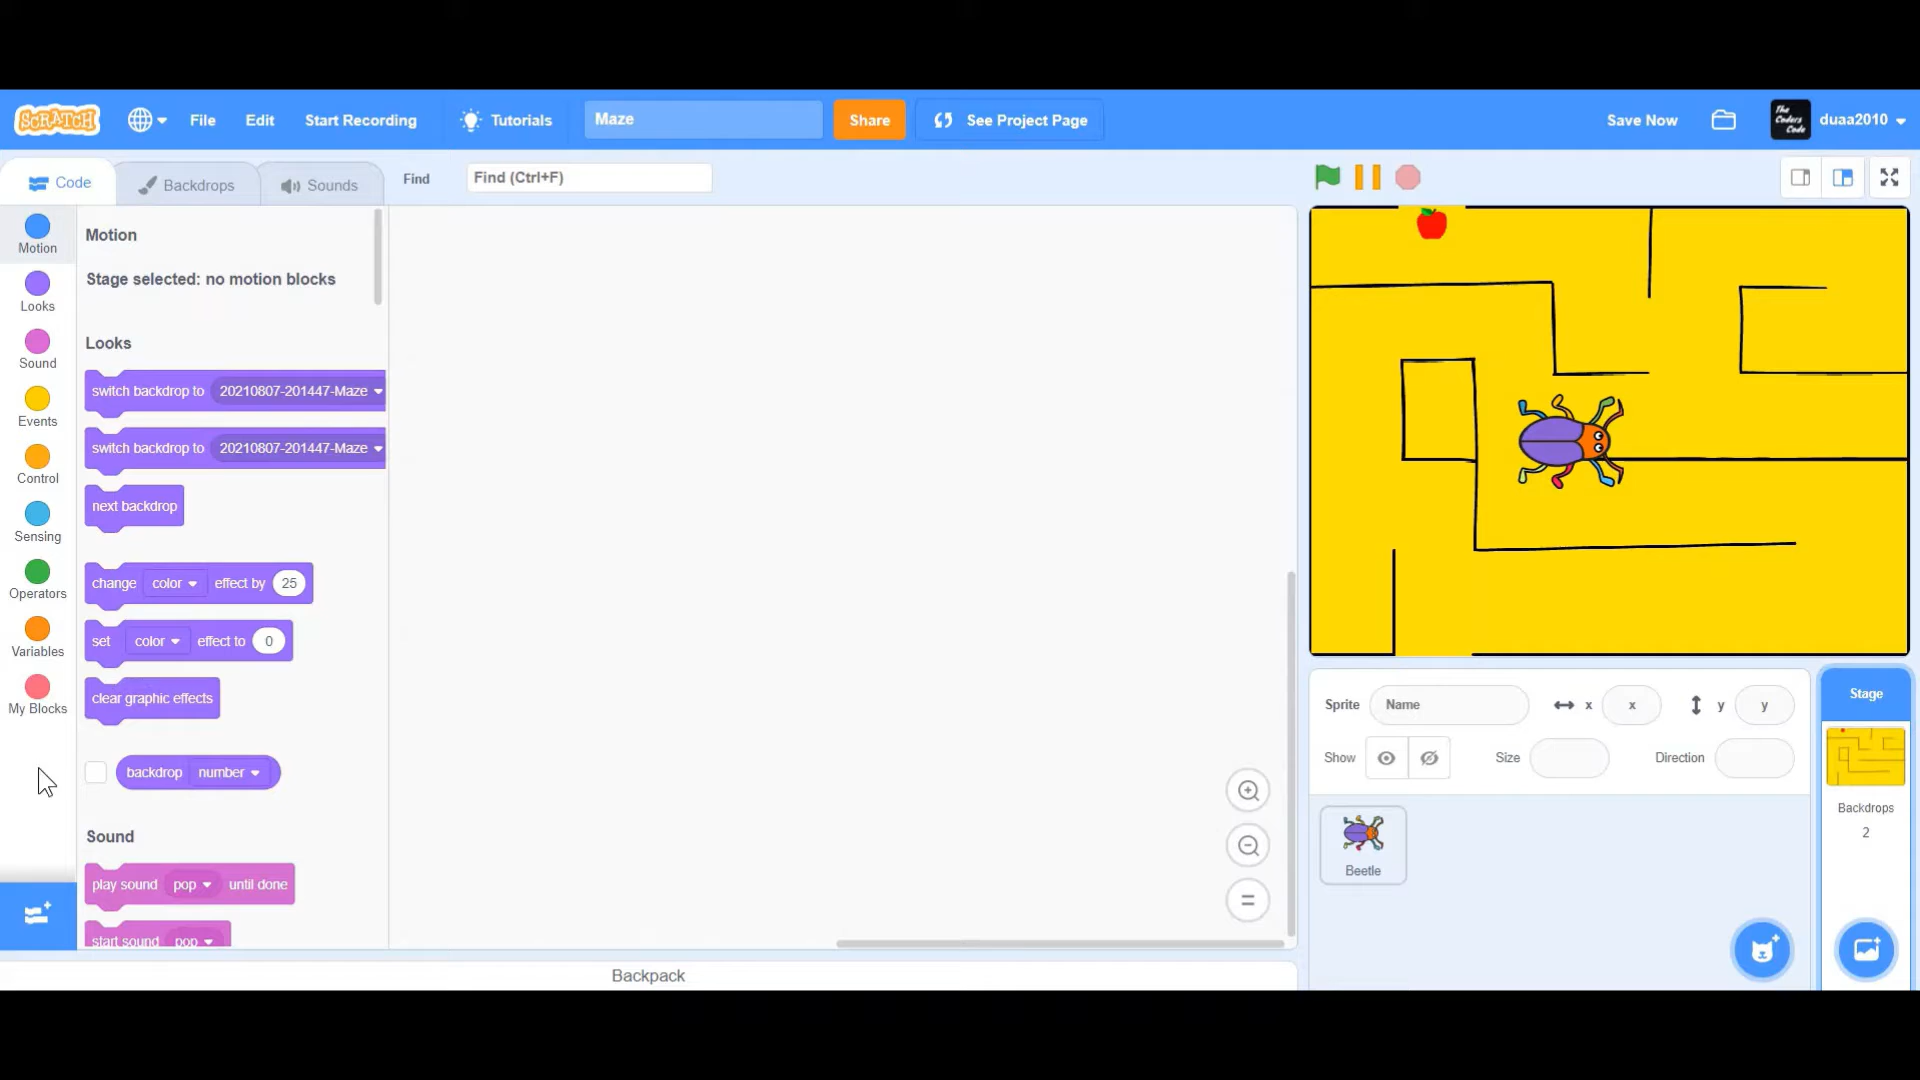 SCRATCH File Edit Start Recording Tutorials Maze Share See Project Page Save Now The Coders Code duaa2010
Code Backdrops Sounds Find Find (Ctrl+F)
Motion
Looks
Sound
Events
Control
Sensing
Operators
Variables
My Blocks
Motion
Stage selected: no motion blocks
Looks
switch backdrop to 20210807-201447-Maze
switch backdrop to 20210807-201447-Maze
next backdrop
change color effect by 25
set color effect to 0
clear graphic effects
backdrop number
Sound
play sound pop until done
start sound pop
Backpack
Sprite Name x x y y
Show Size Direction
Beetle
Stage
Backdrops
2